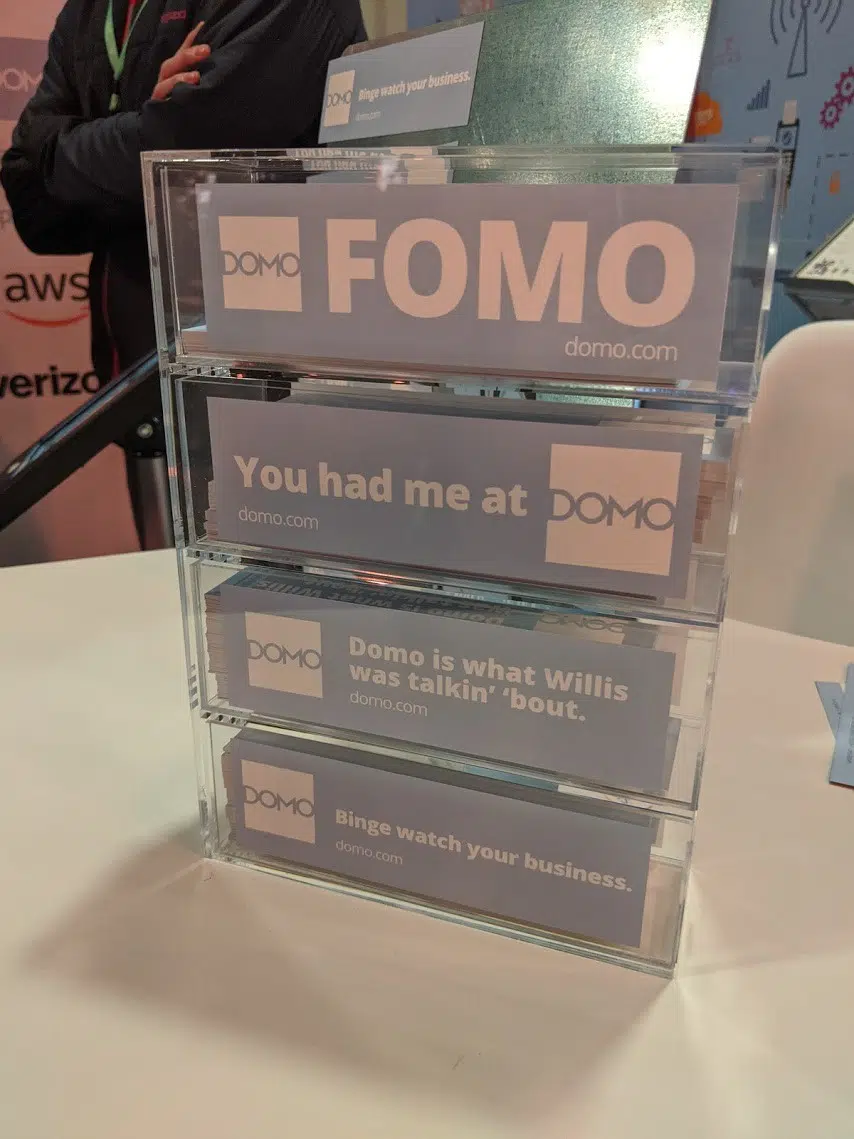 DOMO
Binge watch your business.
domo.com
DOMO
FOMO
domo.com
aws
verizo
You had me at
DOMO
domo.com
DOMO
Domo is what Willis
was talkin’ ‘bout.
domo.com
DOMO
Binge watch your business.
domo.com